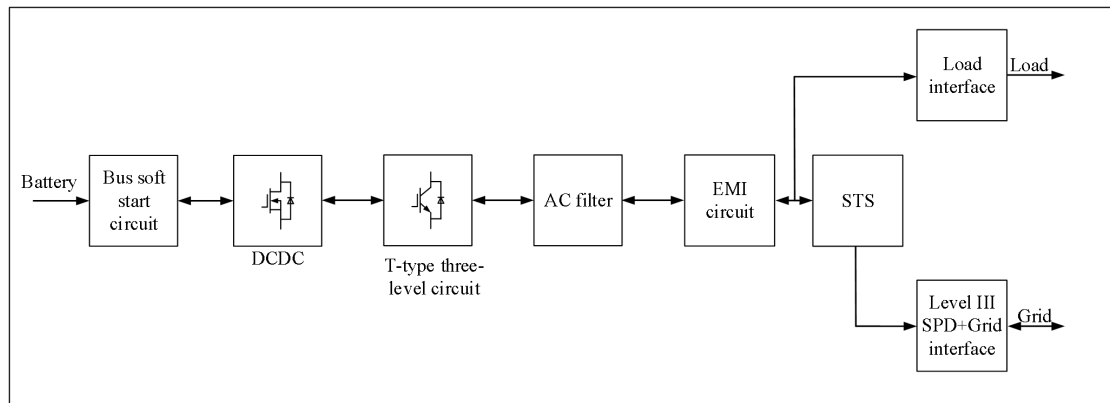 Battery
Bus soft
start
circuit
DCDC
T-type three-
level circuit
AC filter
EMI
circuit
STS
Load
interface
Load
Level III
SPD+Grid
interface
Grid